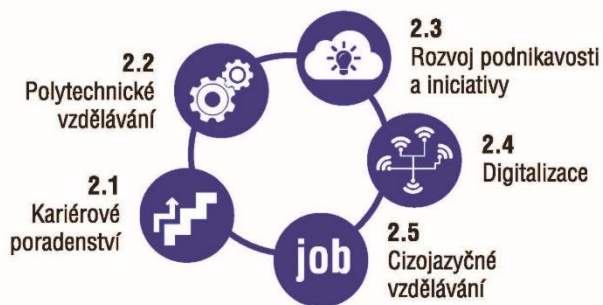 2.1
Kariérové
poradenství
2.2
Polytechnické
vzdělávání
2.3
Rozvoj podnikavosti
a iniciativy
2.4
Digitalizace
2.5
Cizojazyčné
vzdělávání
job